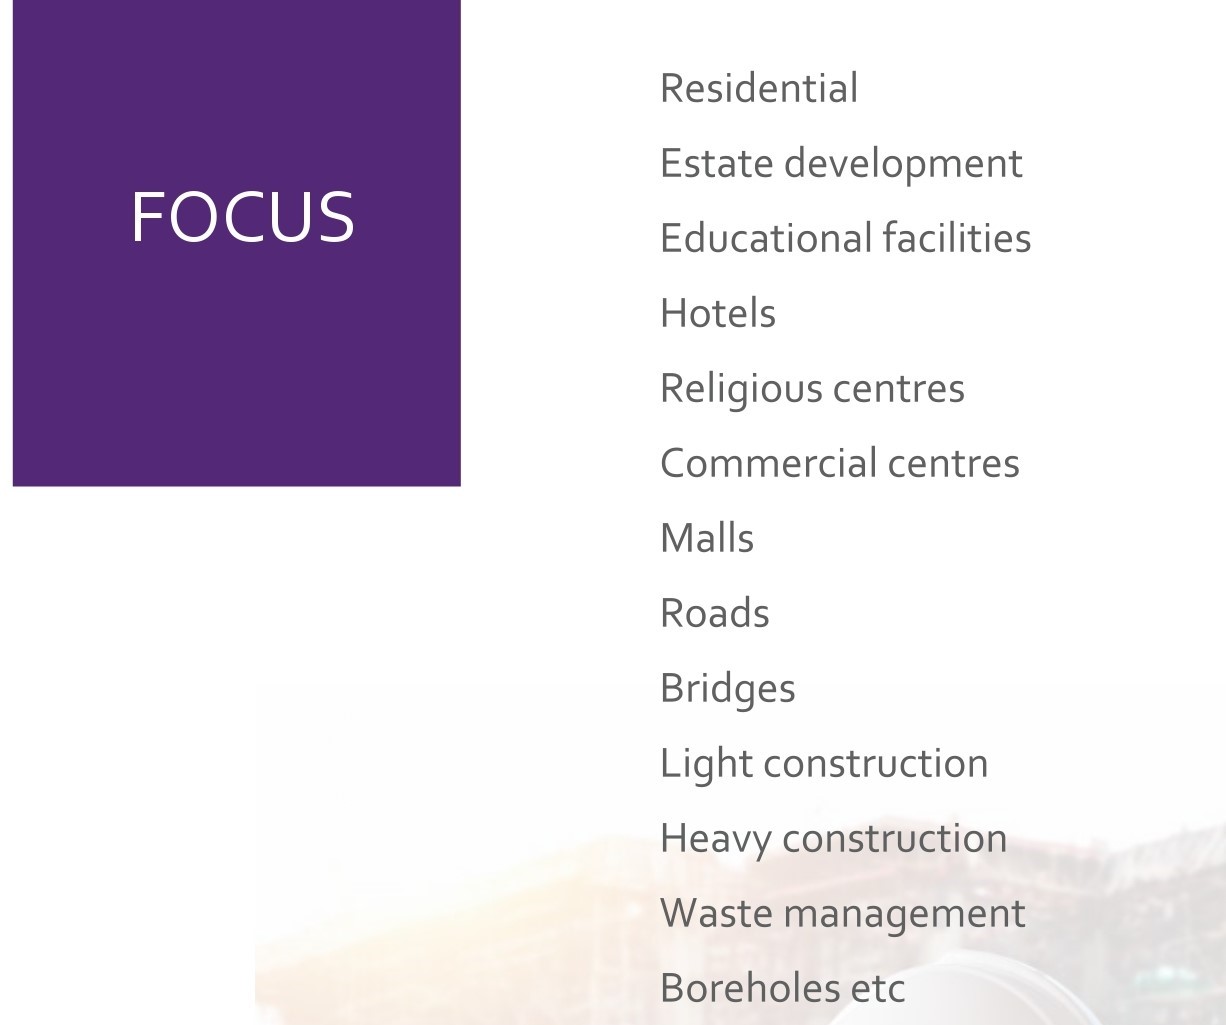 FOCUS
Residential
Estate development
Educational facilities
Hotels
Religious centres
Commercial centres
Malls
Roads
Bridges
Light construction
Heavy construction
Waste management
Boreholes etc